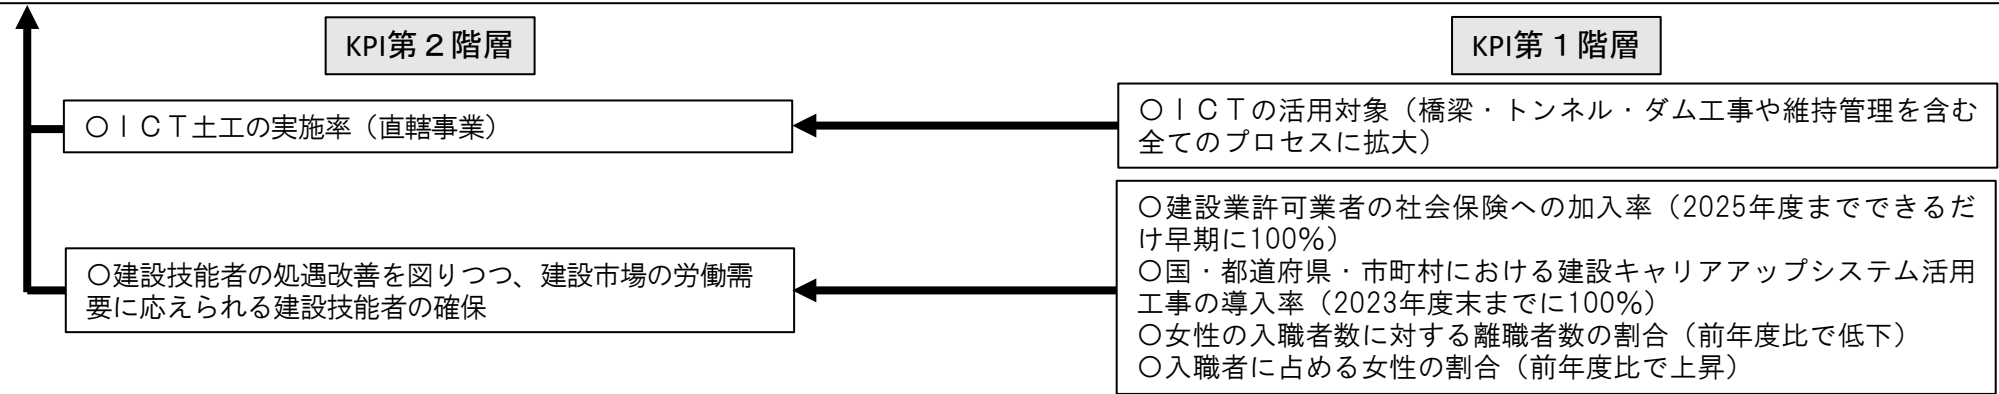 KPI第２階層
KPI第１階層
〇ＩＣＴ土工の実施率（直轄事業）
〇ＩＣＴの活用対象（橋梁・トンネル・ダム工事や維持管理を含む
全てのプロセスに拡大）
〇建設技能者の処遇改善を図りつつ、建設市場の労働需
要に応えられる建設技能者の確保
〇建設業許可業者の社会保険への加入率（2025年度までできるだ
け早期に100％）
〇国・都道府県・市町村における建設キャリアアップシステム活用
工事の導入率（2023年度末までに100％）
〇女性の入職者数に対する離職者数の割合（前年度比で低下）
〇入職者に占める女性の割合（前年度比で上昇）